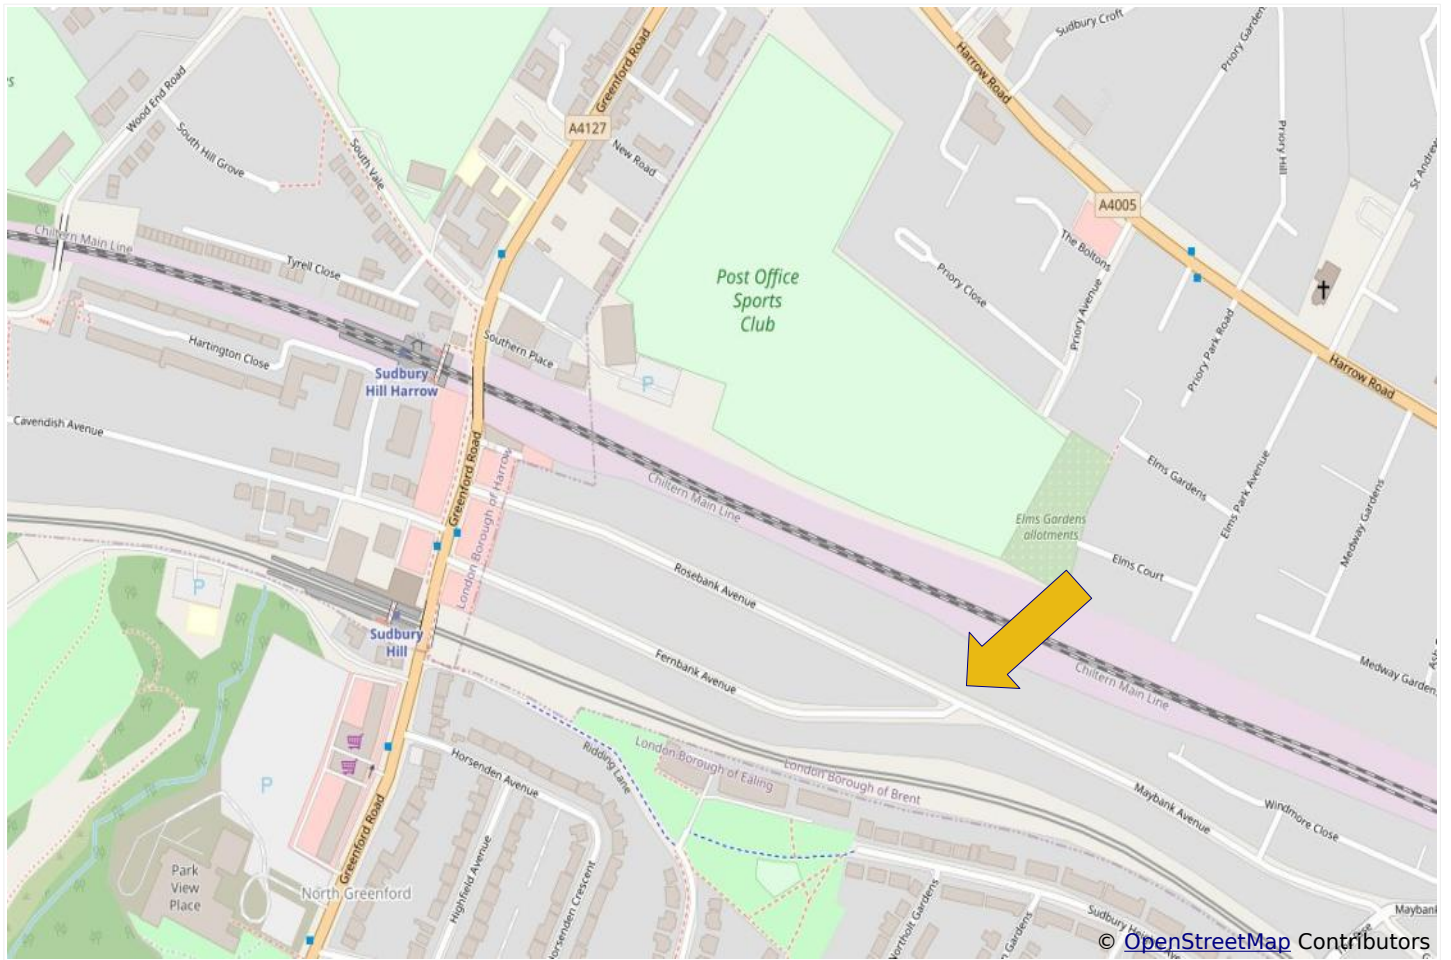 Sudbury Croft
Priory Garden
Harrow Road
Greenford Road
A4127
Wood End Road
South Hill Grove
South Vale
New Road
Priory Hill
St Andrew
A4005
The Boltons
Chiltern Main Line
Tyrell Close
Post Office
Sports
Club
Priory Close
Priory Avenue
Priory Park Road
Hartington Close
Southern Place
Sudbury
Hill Harrow
P
Harrow Road
Cavendish Avenue
Greenford Road
London Borough of Harrow
Chiltern Main Line
Elms Gardens
Elms Park Avenue
Medway Gardens
Elms Gardens
allotments
Elms Court
P
Rosebank Avenue
Sudbury
Hill
Fernbank Avenue
Chiltern Main Line
Medway Gardens
Horsenden Avenue
Ridding Lane
London Borough of Ealing
London Borough of Brent
P
Maybank Avenue
Windmore Close
Greenford Road
Park
View
Place
North Greenford
Highfield Avenue
Horsenden Crescent
Northolt Gardens
Gardens
Sudbury Heights Ave
Maybank
© OpenStreetMap Contributors